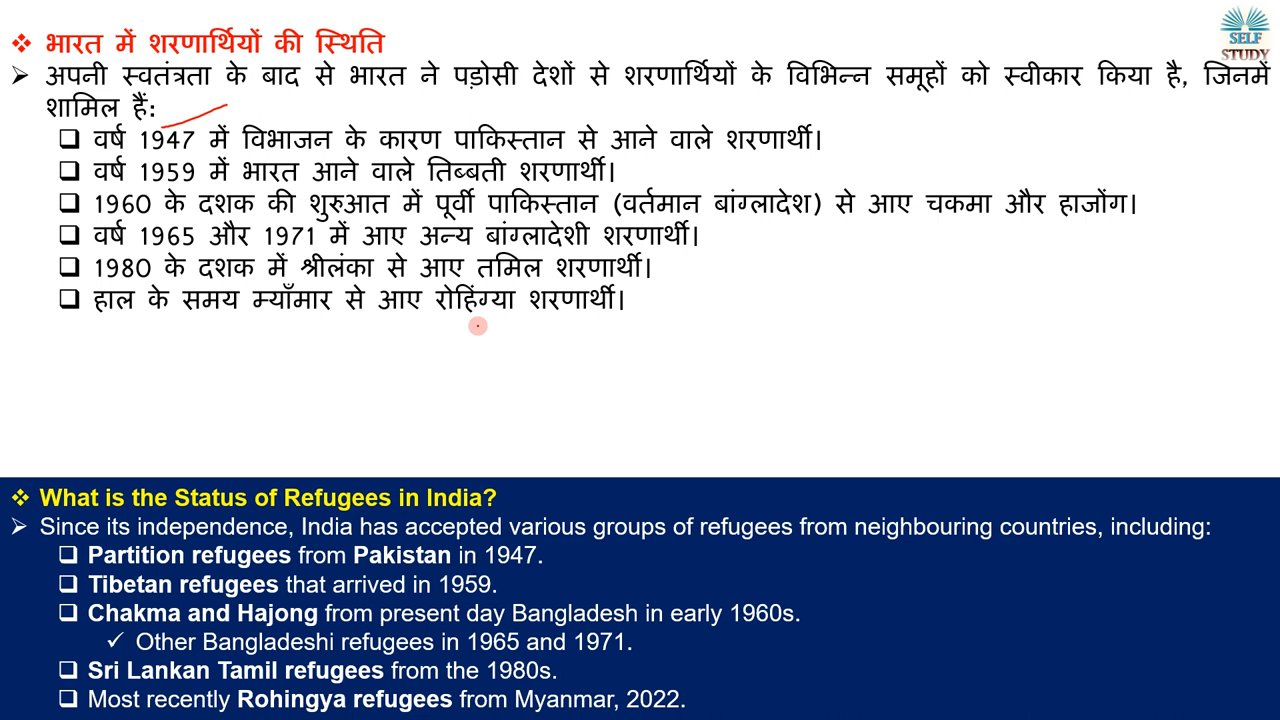 ❖ भारत में शरणार्थियों की स्थिति
SELF
STUDY
➤ अपनी स्वतंत्रता के बाद से भारत ने पड़ोसी देशों से शरणार्थियों के विभिन्न समूहों को स्वीकार किया है, जिनमें
शामिल हैं:
❑ वर्ष 1947 में विभाजन के कारण पाकिस्तान से आने वाले शरणार्थी।
❑ वर्ष 1959 में भारत आने वाले तिब्बती शरणार्थी।
❑ 1960 के दशक की शुरुआत में पूर्वी पाकिस्तान (वर्तमान बांग्लादेश) से आए चकमा और हाजोंग।
❑ वर्ष 1965 और 1971 में आए अन्य बांग्लादेशी शरणार्थी।
❑ 1980 के दशक में श्रीलंका से आए तमिल शरणार्थी।
❑ हाल के समय म्याँमार से आए रोहिंग्या शरणार्थी।
❖ What is the Status of Refugees in India?
➤ Since its independence, India has accepted various groups of refugees from neighbouring countries, including:
❑ Partition refugees from Pakistan in 1947.
❑ Tibetan refugees that arrived in 1959.
❑ Chakma and Hajong from present day Bangladesh in early 1960s.
✓ Other Bangladeshi refugees in 1965 and 1971.
❑ Sri Lankan Tamil refugees from the 1980s.
❑ Most recently Rohingya refugees from Myanmar, 2022.